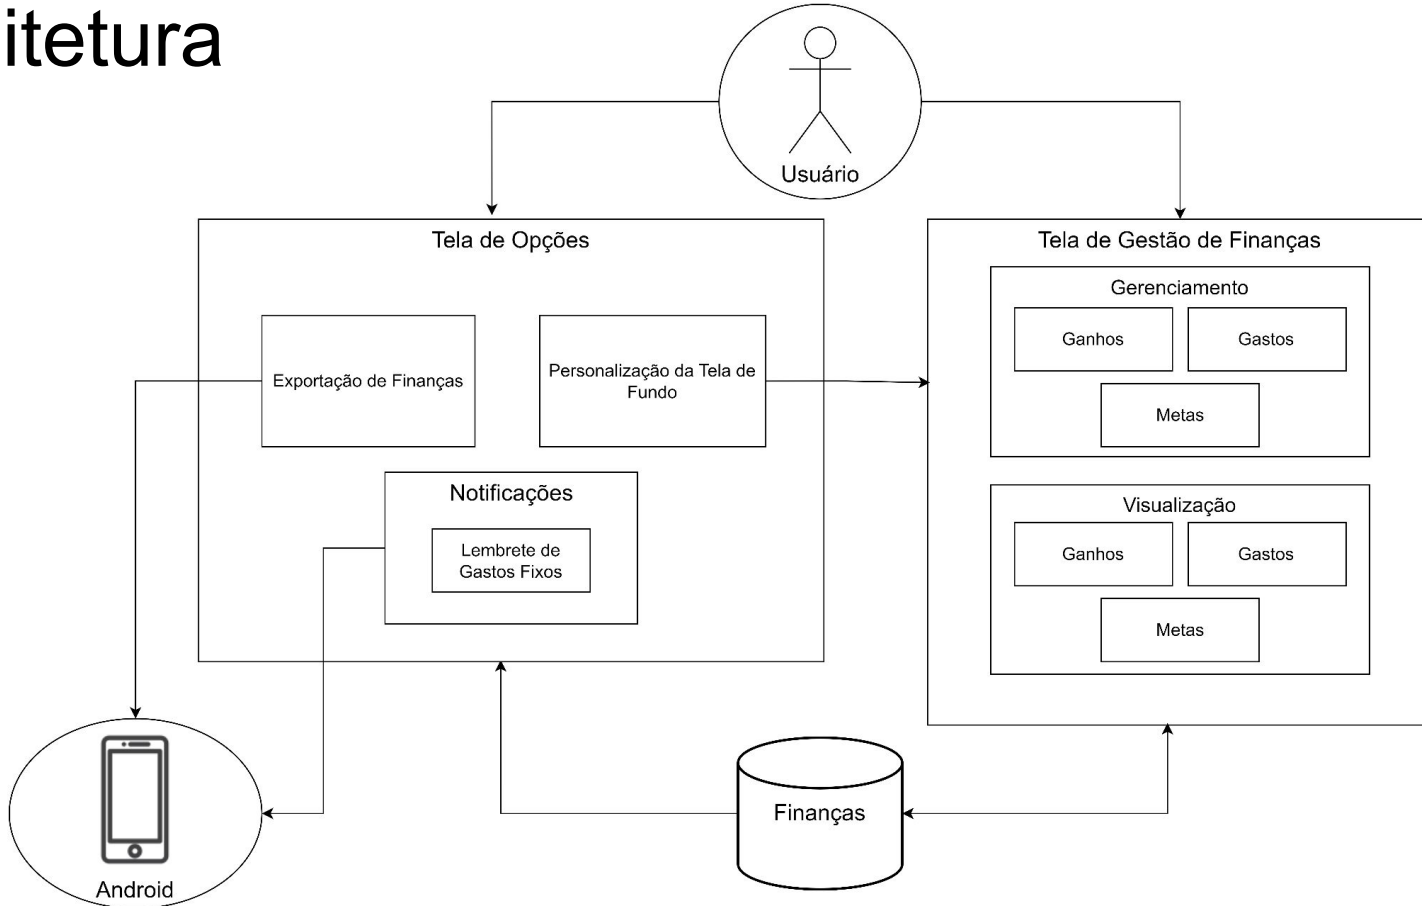 itetura
Usuário
Tela de Opções
Exportação de Finanças
Personalização da Tela de
Fundo
Notificações
Lembrete de
Gastos Fixos
Tela de Gestão de Finanças
Gerenciamento
Ganhos
Gastos
Metas
Visualização
Ganhos
Gastos
Metas
Finanças
Android